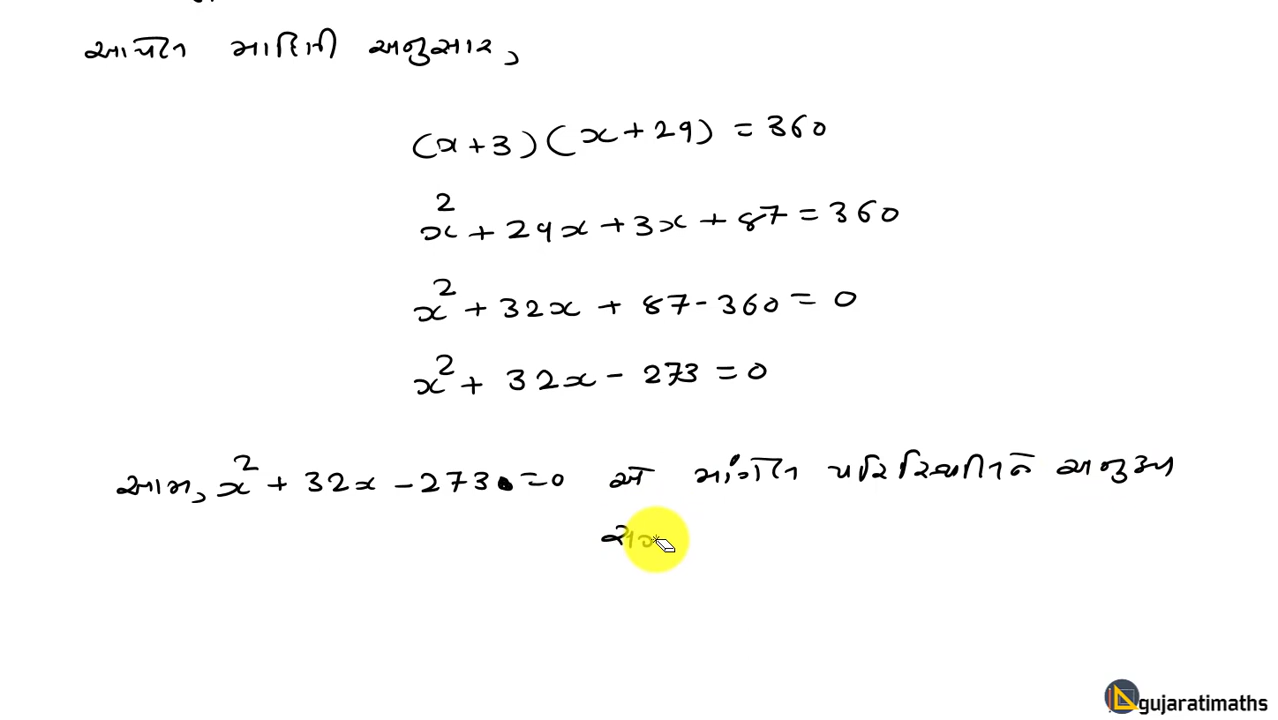 આપેલ માહિતી અનુસાર,
(x+3)(x+29) = 360
x² + 29x + 3x + 87 = 360
x² + 32x + 87 - 360 = 0
x² + 32x - 273 = 0
આમ, x² + 32x - 273 = 0 એ માંગેલ પરિસ્થિતિને અનુરૂપ
gujaratimaths